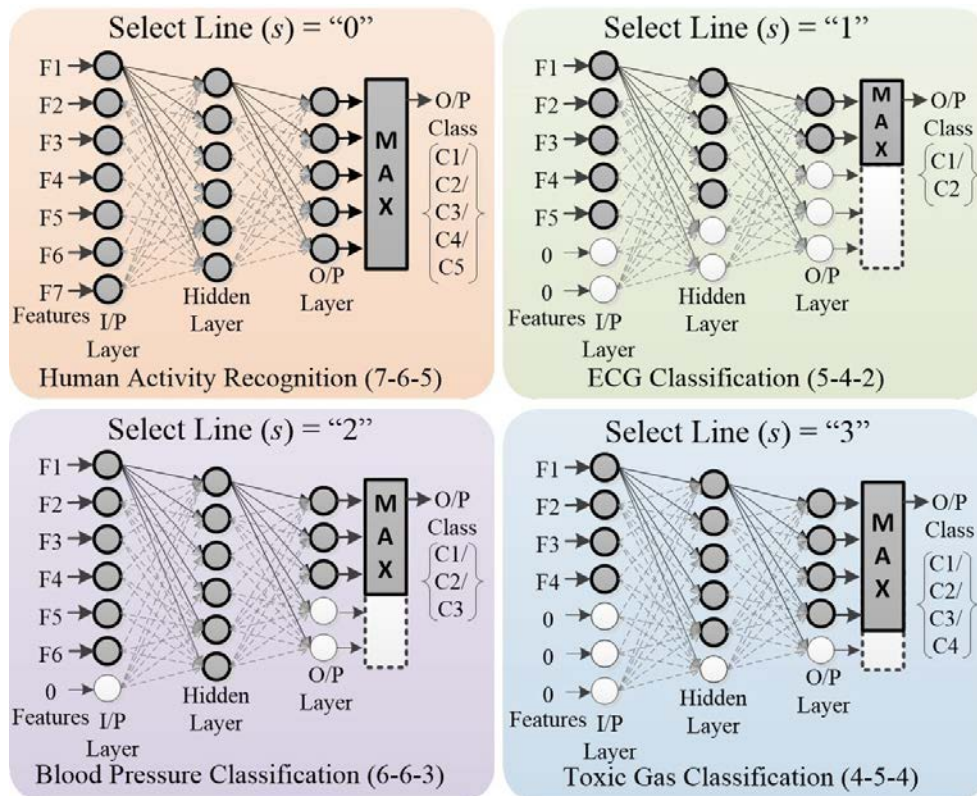 Select Line (s) = “0”
F1
F2
F3
F4
F5
F6
F7
Features
I/P
Layer
Hidden
Layer
O/P
Layer
M
A
X
O/P
Class
C1/
C2/
C3/
C4/
C5
Human Activity Recognition (7-6-5)
Select Line (s) = “1”
F1
F2
F3
F4
F5
0
0
Features
I/P
Layer
Hidden
Layer
O/P
Layer
M
A
X
O/P
Class
C1/
C2
ECG Classification (5-4-2)
Select Line (s) = “2”
F1
F2
F3
F4
F5
F6
0
Features
I/P
Layer
Hidden
Layer
O/P
Layer
M
A
X
O/P
Class
C1/
C2/
C3
Blood Pressure Classification (6-6-3)
Select Line (s) = “3”
F1
F2
F3
F4
0
0
0
Features
I/P
Layer
Hidden
Layer
O/P
Layer
M
A
X
O/P
Class
C1/
C2/
C3/
C4
Toxic Gas Classification (4-5-4)